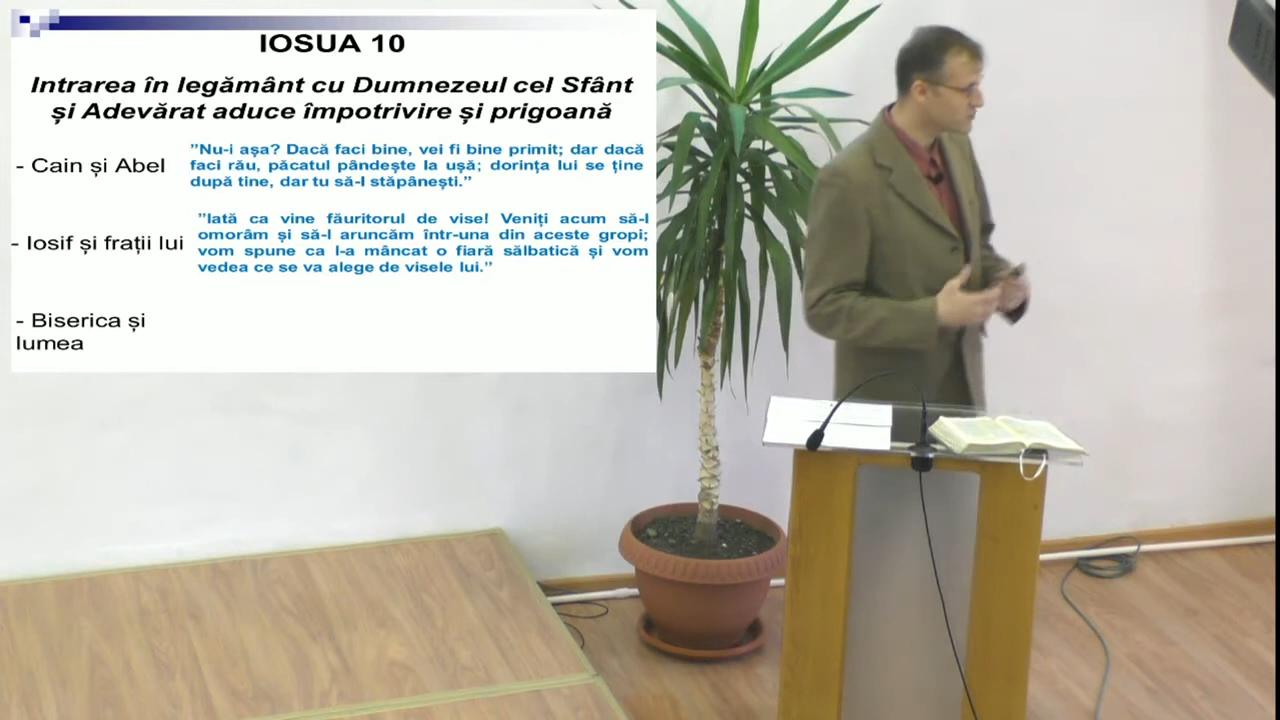 IOSUA 10
Intrarea în legământ cu Dumnezeul cel Sfânt
și Adevărat aduce împotrivire și prigoană
- Cain și Abel
”Nu-i așa? Dacă faci bine, vei fi bine primit; dar dacă
faci rău, păcatul pândește la ușă; dorința lui se ține
după tine, dar tu să-l stăpânești.”
- Iosif și frații lui
”Iată ca vine făuritorul de vise! Veniți acum să-l
omorâm și să-l aruncăm într-una din aceste gropi;
vom spune ca l-a mâncat o fiară sălbatică și vom
vedea ce se va alege de visele lui.”
- Biserica și
lumea